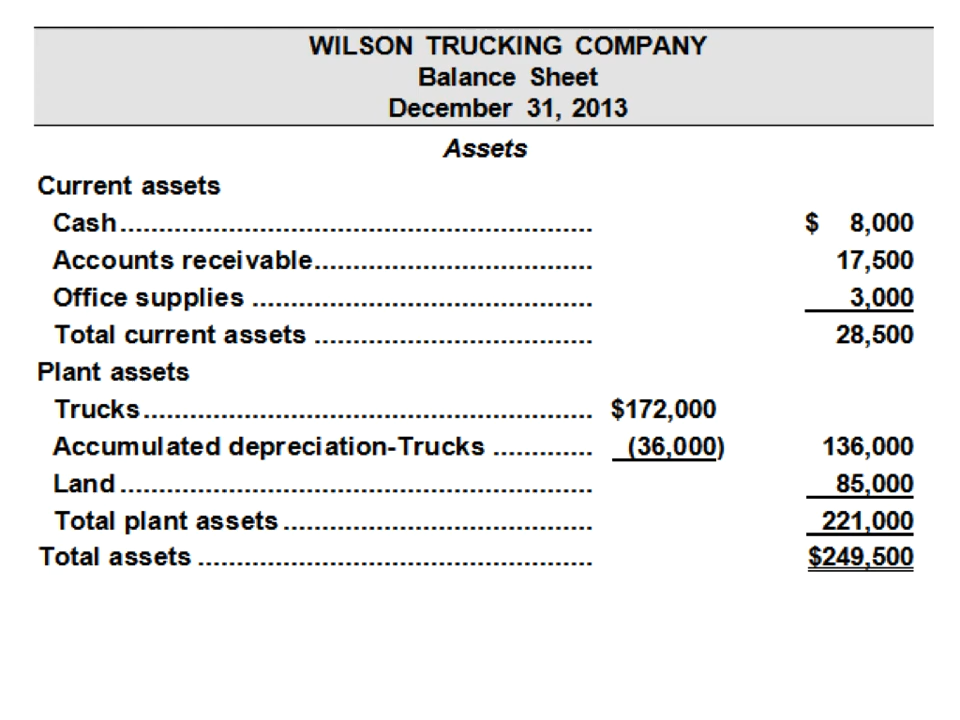 WILSON TRUCKING COMPANY
Balance Sheet
December 31, 2013
Assets
Current assets
Cash............................................................. $ 8,000
Accounts receivable.................................... 17,500
Office supplies ............................................ 3,000
Total current assets .................................... 28,500
Plant assets
Trucks.......................................................... $172,000
Accumulated depreciation-Trucks ............. (36,000) 136,000
Land............................................................. 85,000
Total plant assets........................................ 221,000
Total assets ................................................... $249,500